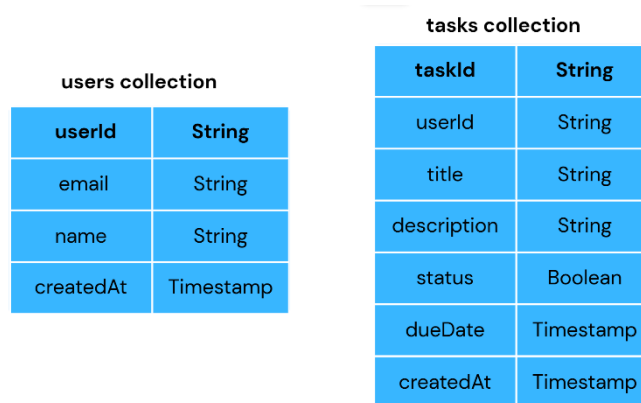 users collection
userId String
email String
name String
createdAt Timestamp
tasks collection
taskId String
userId String
title String
description String
status Boolean
dueDate Timestamp
createdAt Timestamp